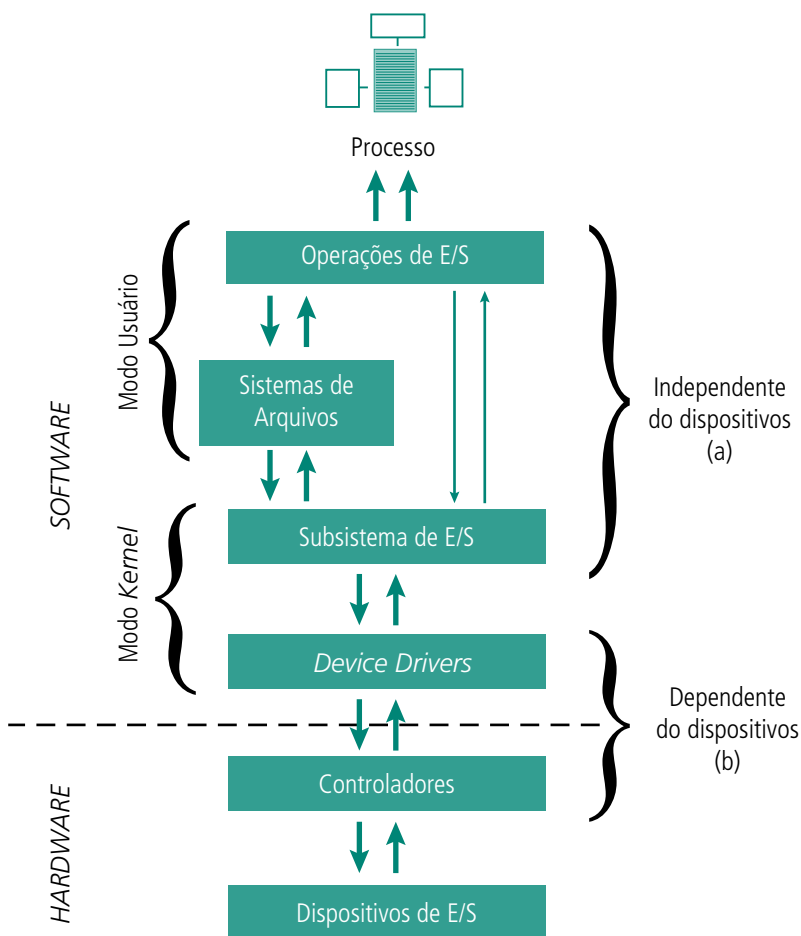 Processo
Operações de E/S
Modo Usuário
Sistemas de
Arquivos
Independente
do dispositivos
(a)
SOFTWARE
Subsistema de E/S
Modo Kernel
Device Drivers
Dependente
do dispositivos
(b)
Controladores
HARDWARE
Dispositivos de E/S